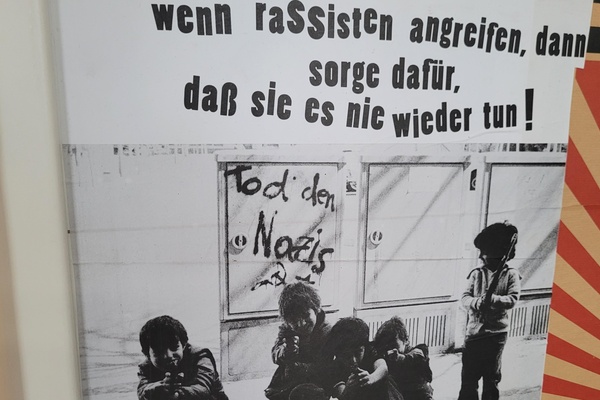 wenn rassisten angreifen, dann
sorge dafür,
daß sie es nie wieder tun!
Tod den
Nazis